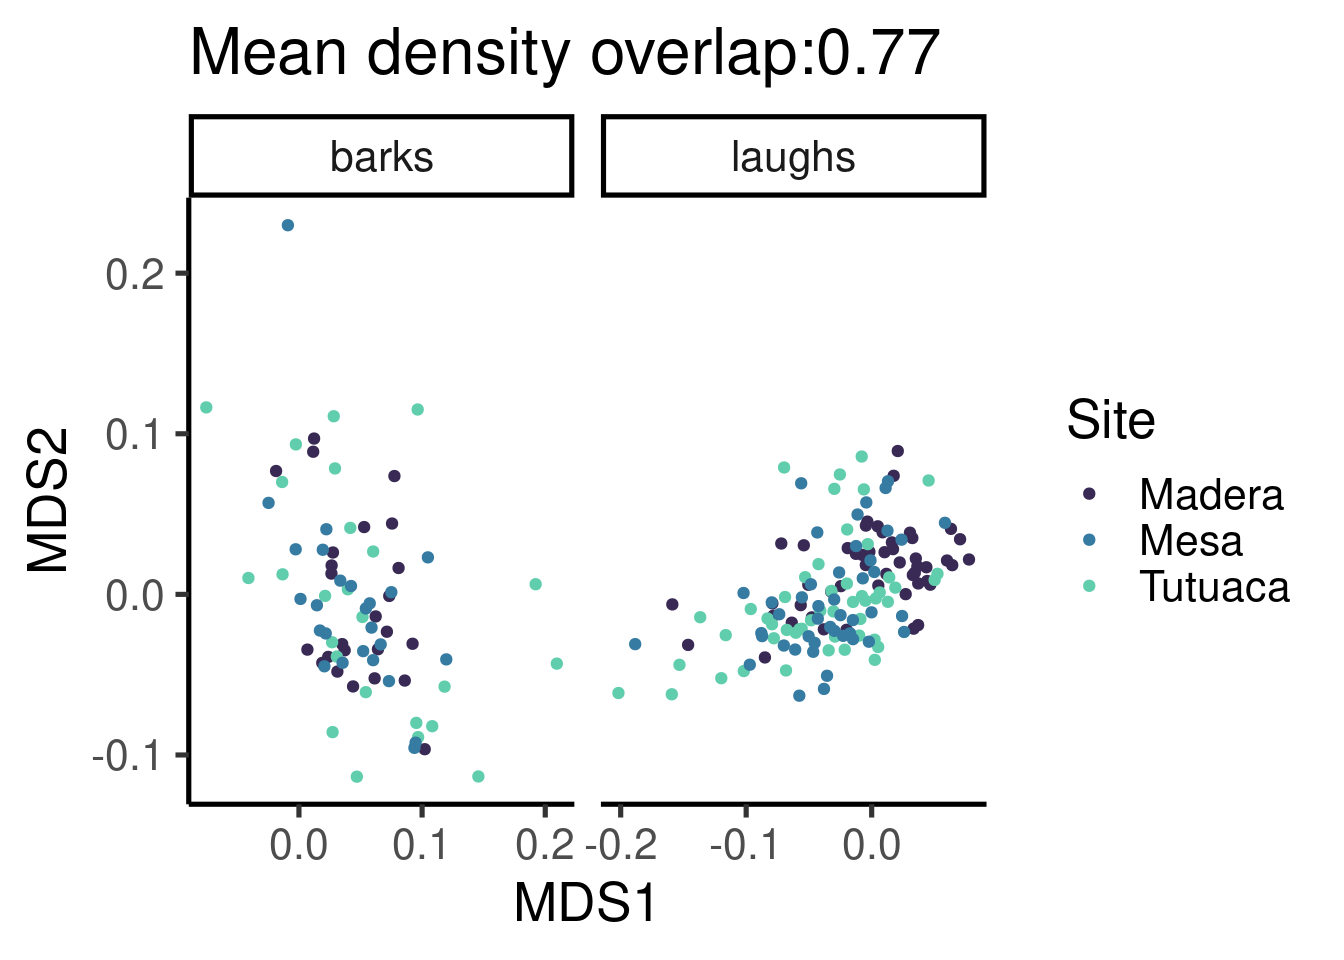 Mean density overlap:0.77
barks
laughs
0.2
0.1
0.0
-0.1
MDS2
0.0 0.1 0.2 -0.2 -0.1 0.0
MDS1
Site
Madera
Mesa
Tutuaca